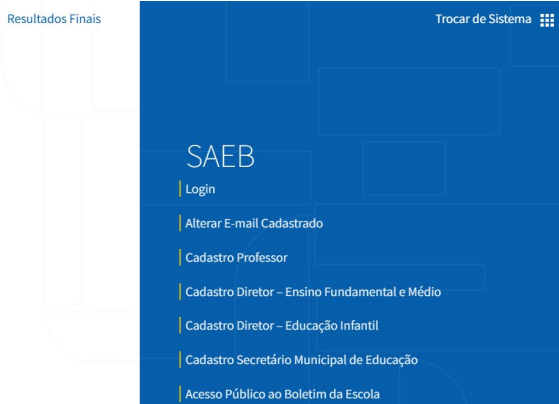 Resultados Finais
Trocar de Sistema
SAEB
Login
Alterar E-mail Cadastrado
Cadastro Professor
Cadastro Diretor – Ensino Fundamental e Médio
Cadastro Diretor – Educação Infantil
Cadastro Secretário Municipal de Educação
Acesso Público ao Boletim da Escola